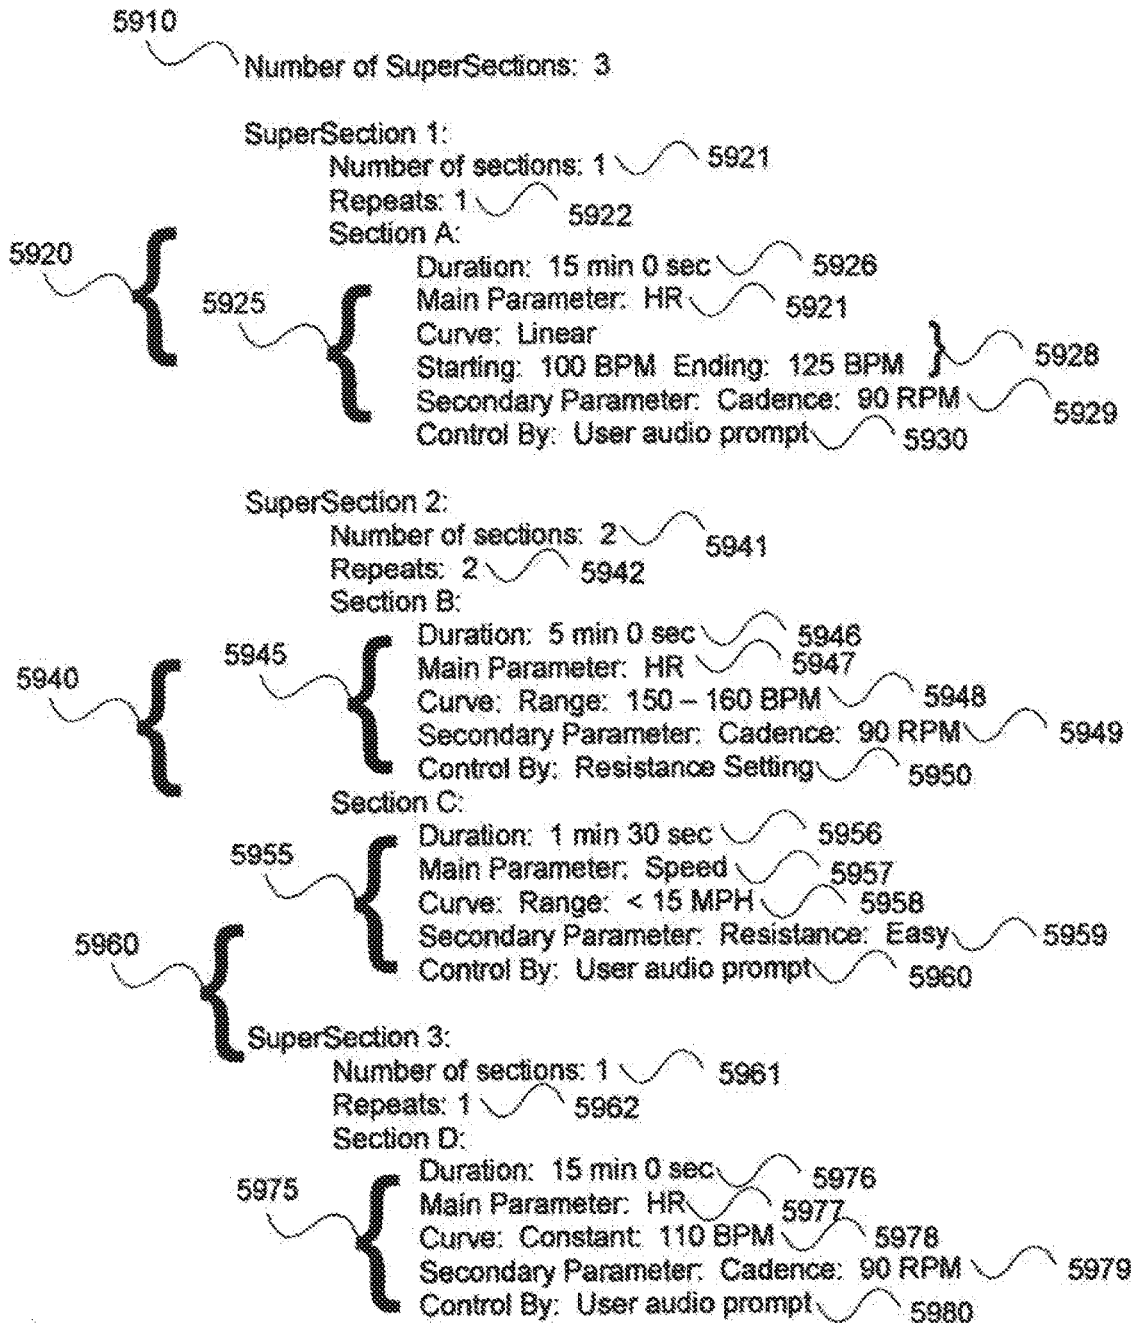 5910
Number of SuperSections: 3
SuperSection 1:
Number of sections: 1 5921
Repeats: 1 5922
Section A:
5920
Duration: 15 min 0 sec 5926
5925 Main Parameter: HR 5921
Curve: Linear
Starting: 100 BPM Ending: 125 BPM } 5928
Secondary Parameter: Cadence: 90 RPM 5929
Control By: User audio prompt 5930
SuperSection 2:
Number of sections: 2 5941
Repeats: 2 5942
Section B:
Duration: 5 min 0 sec 5946
5940 5945 Main Parameter: HR 5947
Curve: Range: 150 – 160 BPM 5948
Secondary Parameter: Cadence: 90 RPM 5949
Control By: Resistance Setting 5950
Section C:
Duration: 1 min 30 sec 5956
5955 Main Parameter: Speed 5957
Curve: Range: < 15 MPH 5958
5960 Secondary Parameter: Resistance: Easy 5959
Control By: User audio prompt 5960
SuperSection 3:
Number of sections: 1 5961
Repeats: 1 5962
Section D:
Duration: 15 min 0 sec 5976
5975 Main Parameter: HR 5977
Curve: Constant: 110 BPM 5978
Secondary Parameter: Cadence: 90 RPM 5979
Control By: User audio prompt 5980